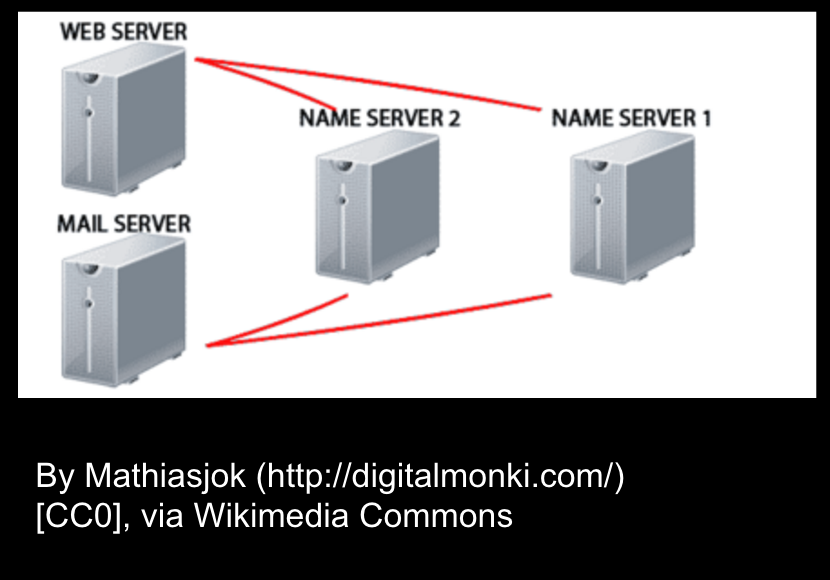 WEB SERVER
NAME SERVER 2
NAME SERVER 1
MAIL SERVER
By Mathiasjok (http://digitalmonki.com/)
[CC0], via Wikimedia Commons